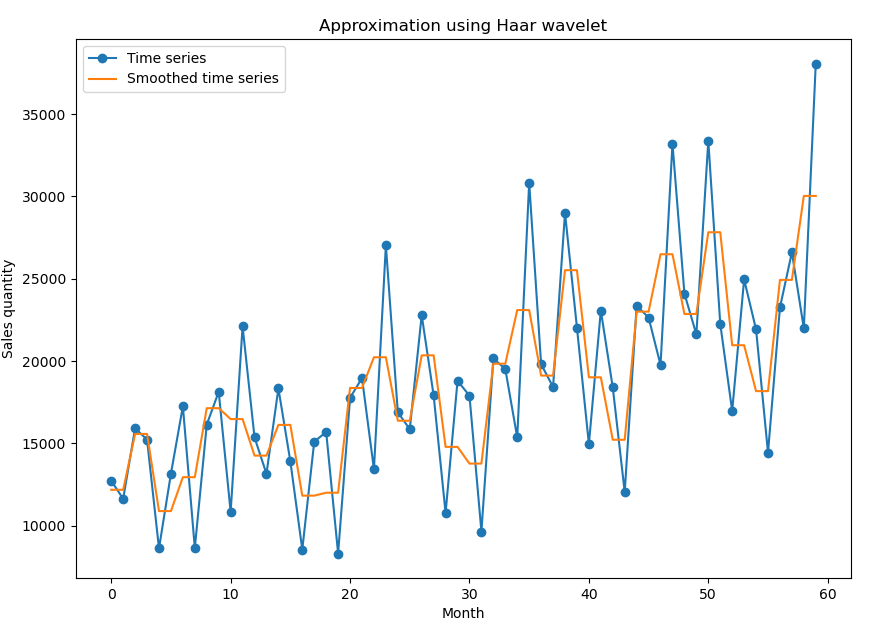 Approximation using Haar wavelet
Time series
Smoothed time series
35000
30000
25000
20000
15000
10000
Sales quantity
0 10 20 30 40 50 60
Month